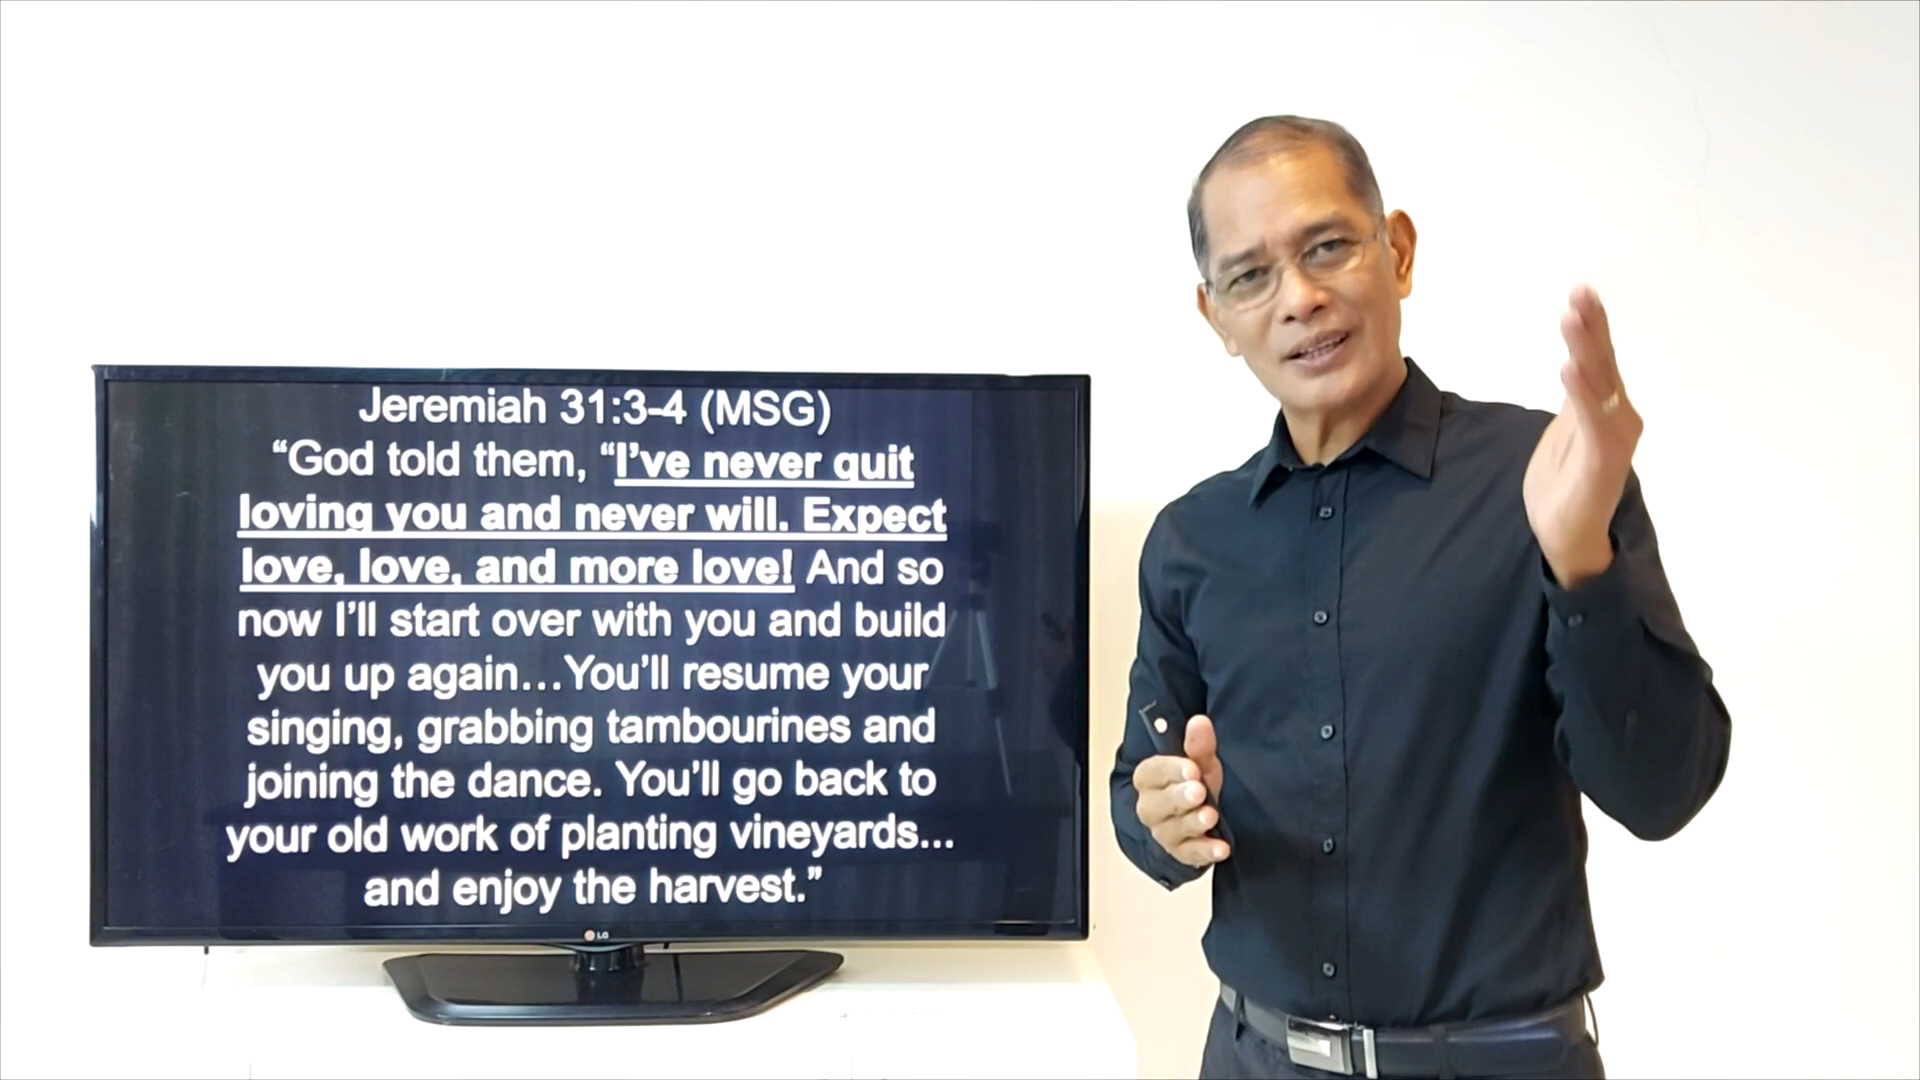 Jeremiah 31:3-4 (MSG)
“God told them, “I’ve never quit
loving you and never will. Expect
love, love, and more love! And so
now I’ll start over with you and build
you up again…You’ll resume your
singing, grabbing tambourines and
joining the dance. You’ll go back to
your old work of planting vineyards…
and enjoy the harvest.”
LG